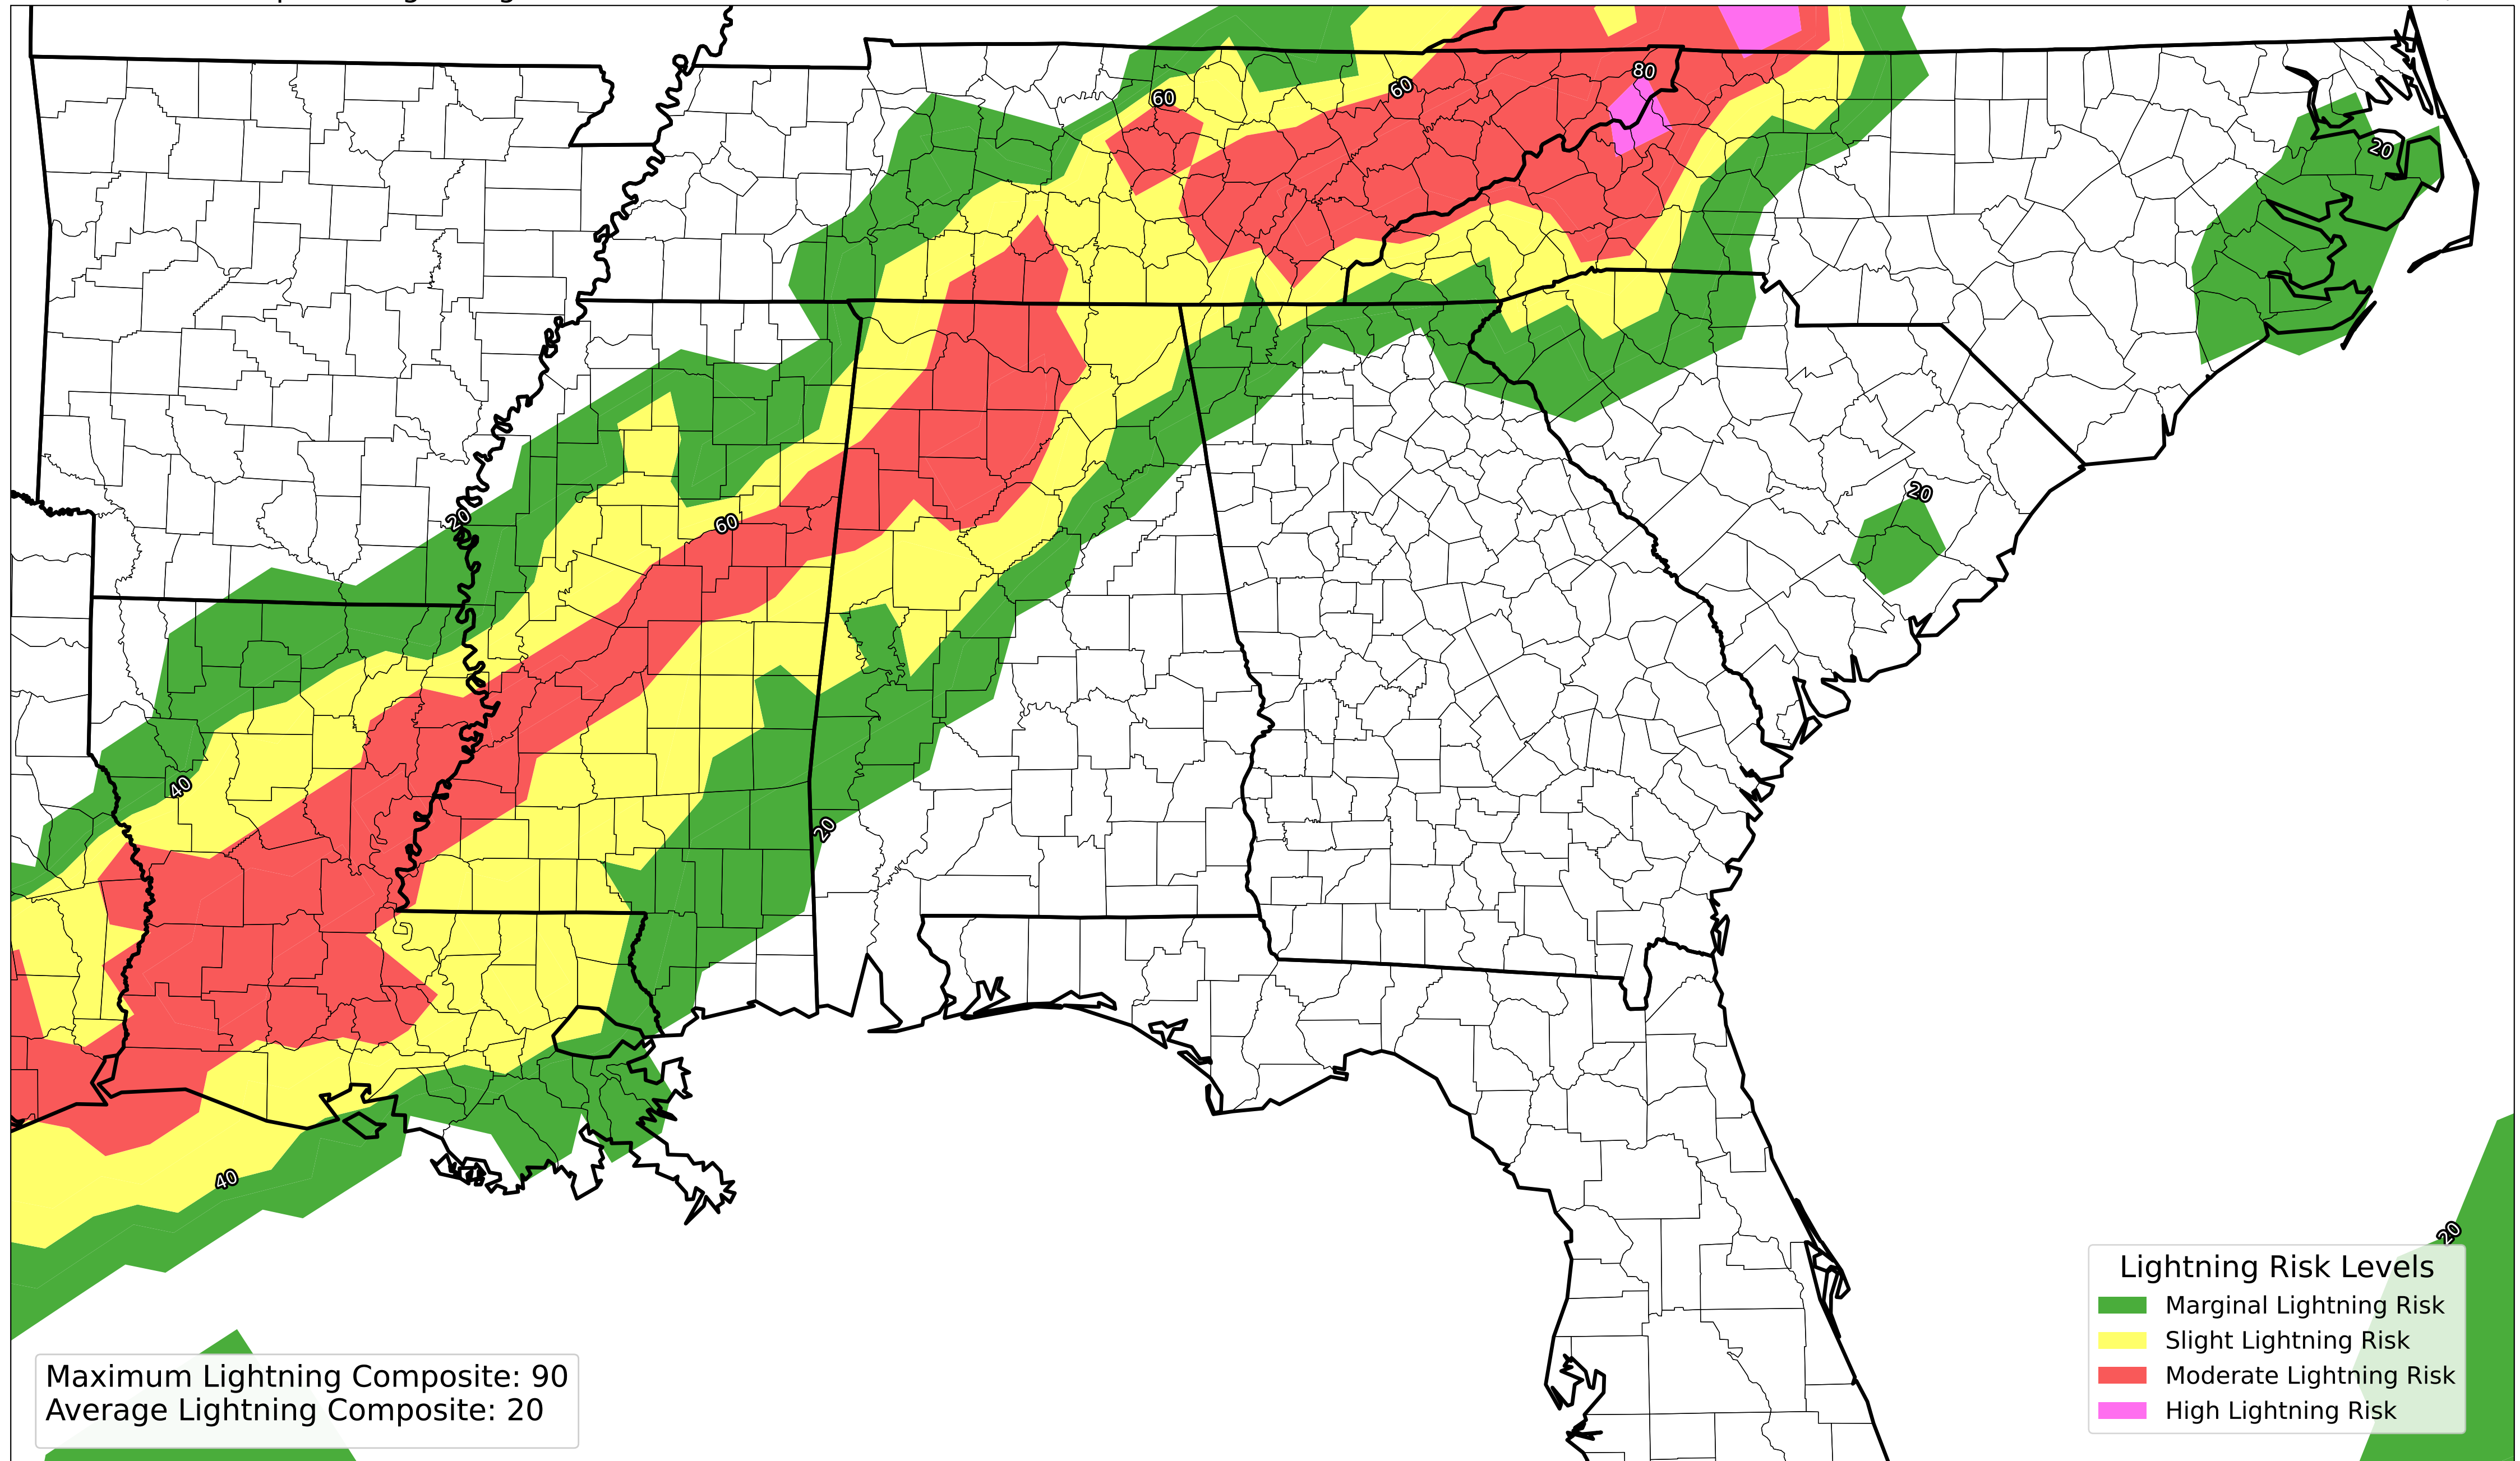 80
60
60
20
20
60
20
40
20
40
20
Lightning Risk Levels
Marginal Lightning Risk
Slight Lightning Risk
Moderate Lightning Risk
High Lightning Risk
Maximum Lightning Composite: 90
Average Lightning Composite: 20